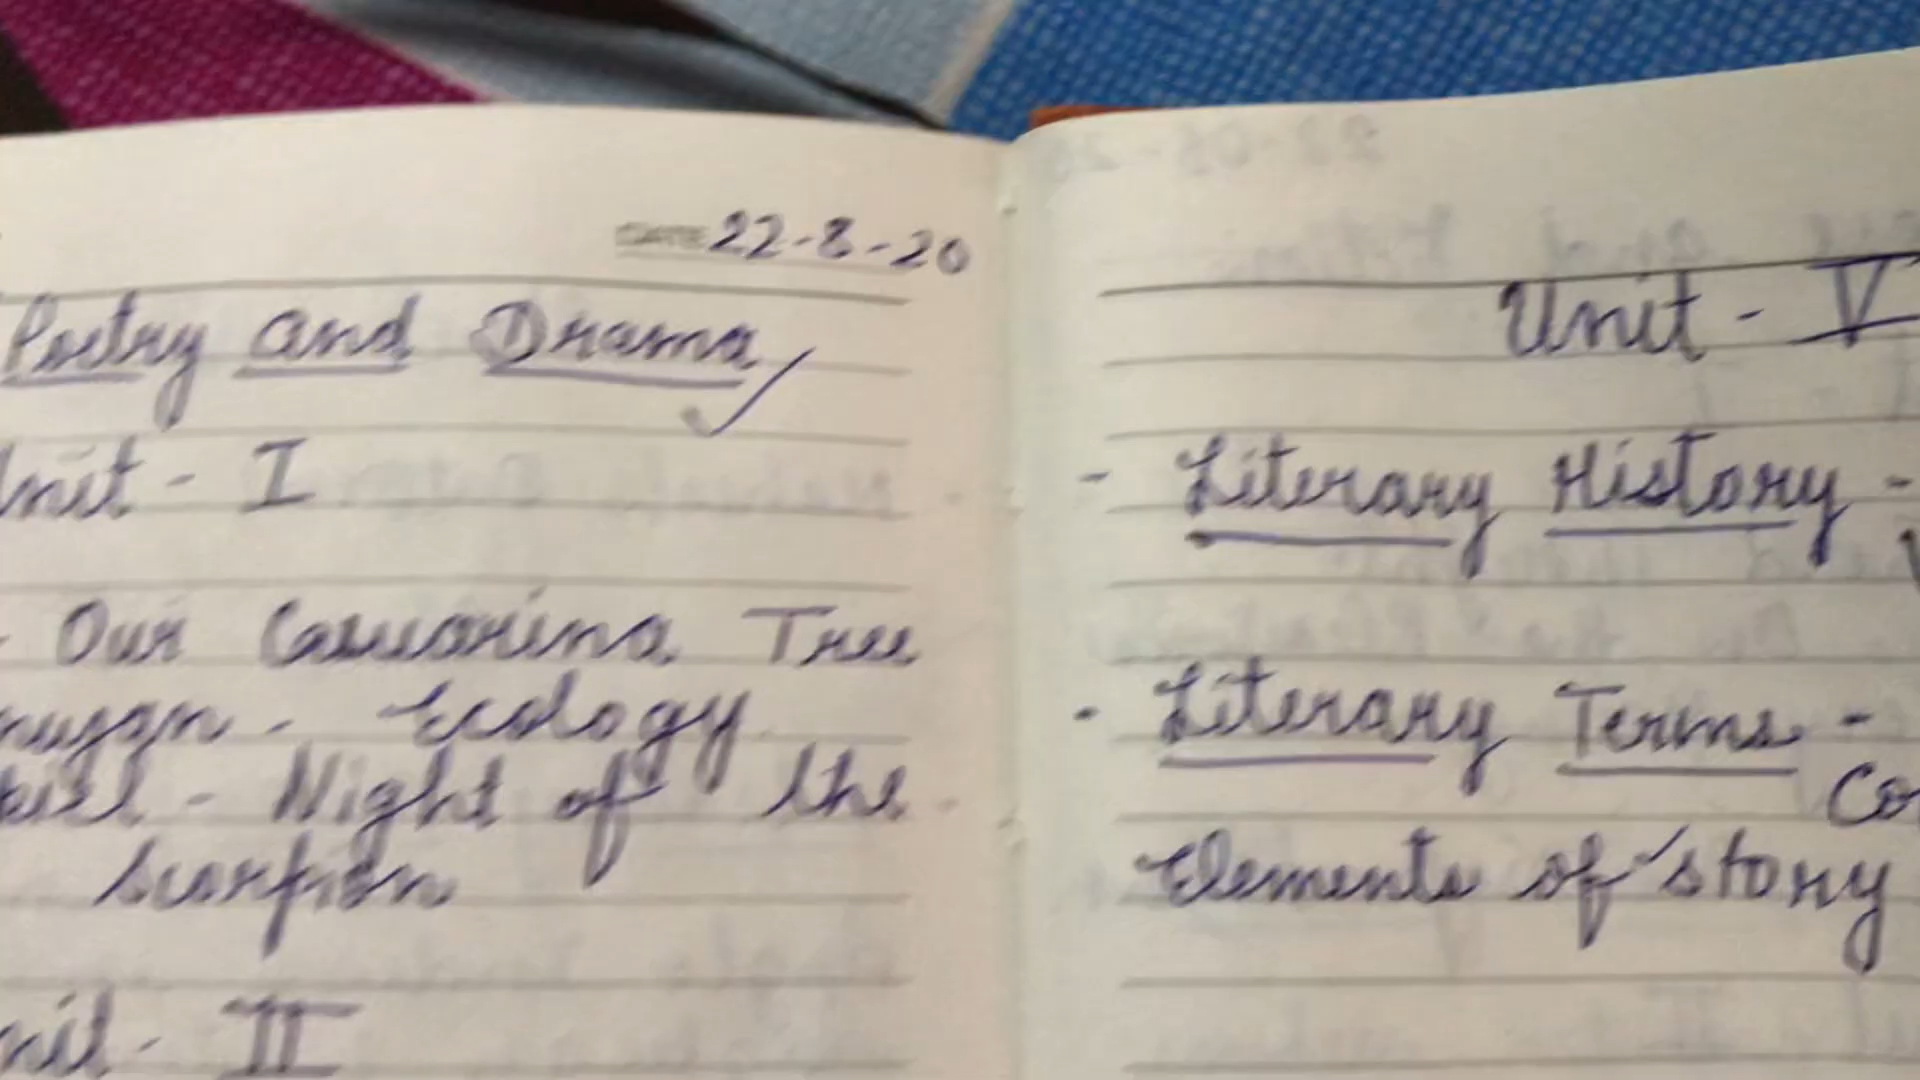 DATE 22-8-20
Poetry and Drama
Unit - I
- Our Casuarina Tree
- Ecology
- Night of the
Scorpion
II
Unit - V
- Literary History -
- Literary Terms -
Elements of story